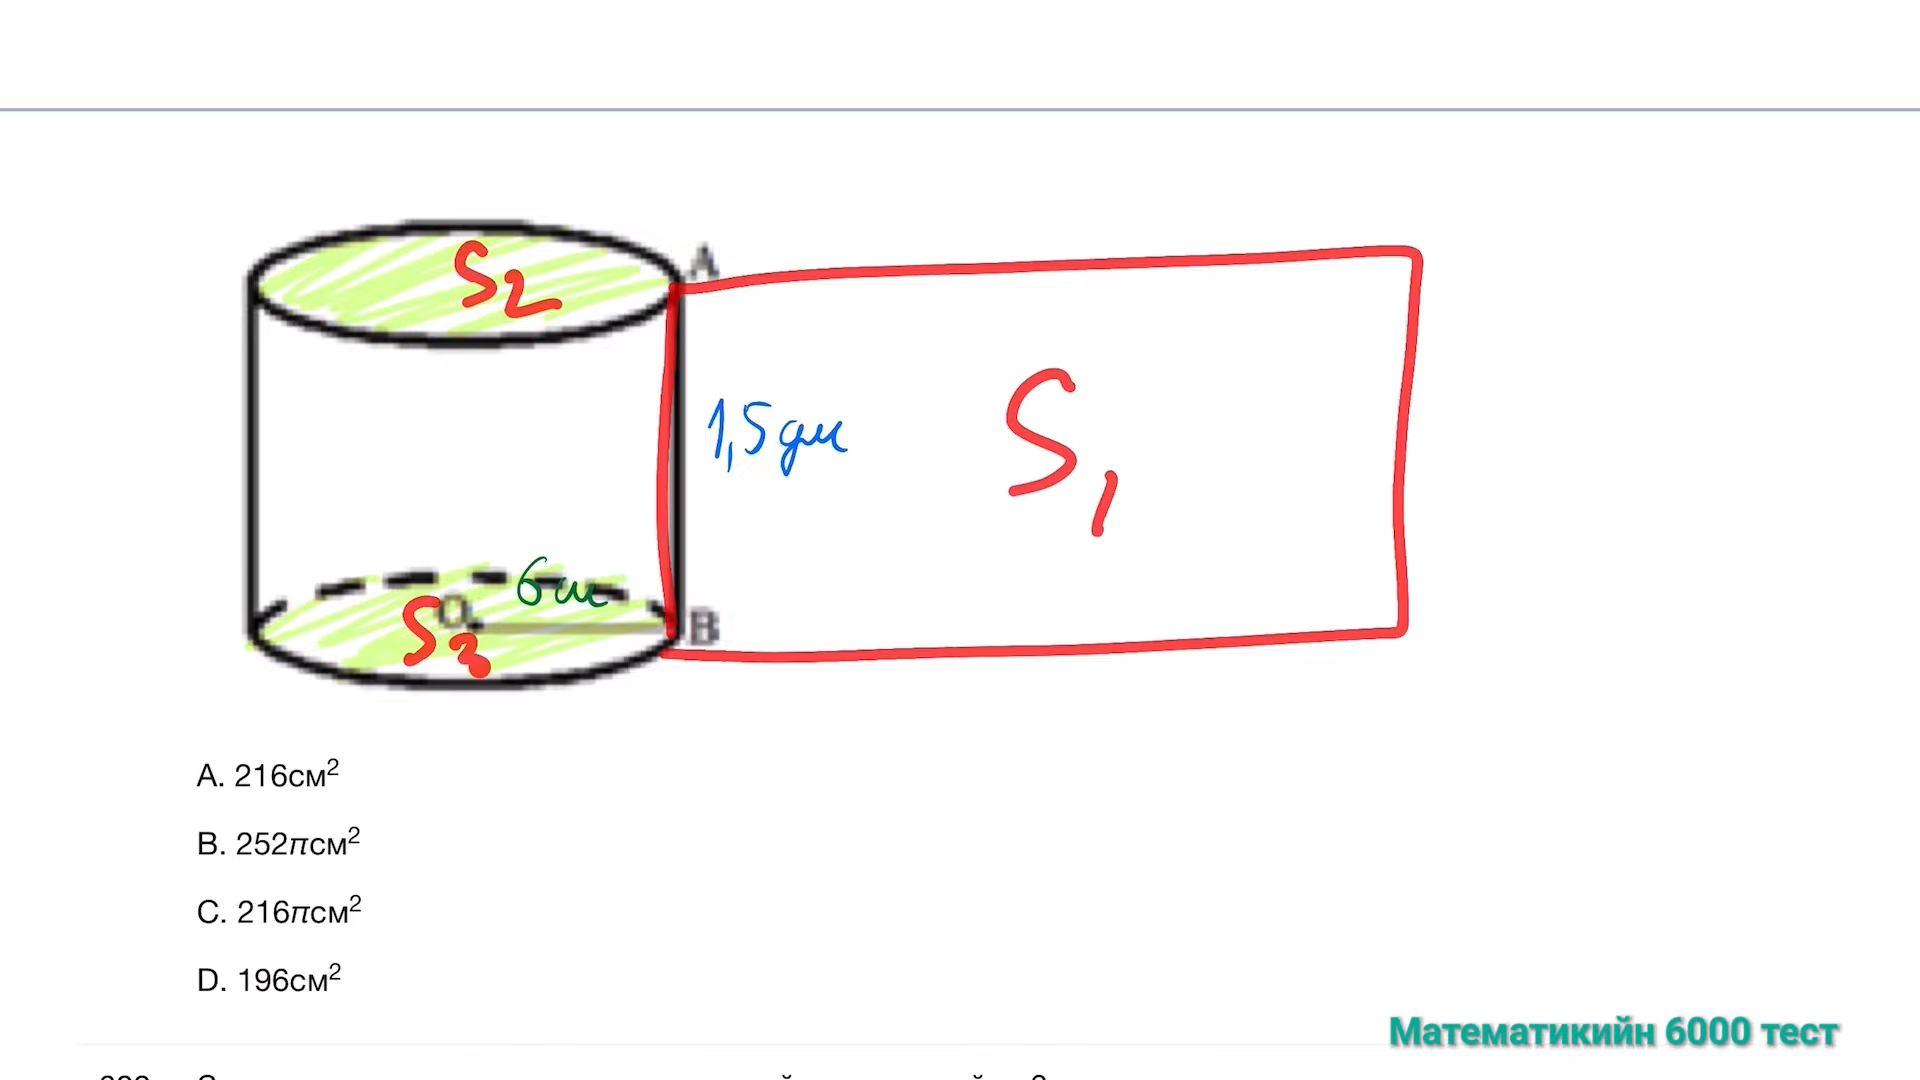 S2
A
1,5дм
S1
6см
O
S3
B
A. 216см²
B. 252πсм²
C. 216πсм²
D. 196см²
Математикийн 6000 тест